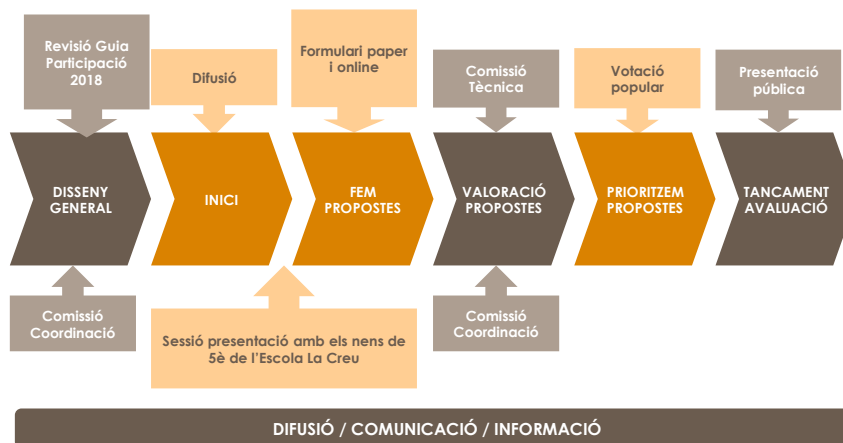 Revisió Guia
Participació
2018
Difusió
Formulari paper
i online
Comissió
Tècnica
Votació
popular
Presentació
pública
DISSENY
GENERAL
INICI
FEM
PROPOSTES
VALORACIÓ
PROPOSTES
PRIORITZEM
PROPOSTES
TANCAMENT
AVALUACIÓ
Comissió
Coordinació
Sessió presentació amb els nens de
5è de l’Escola La Creu
Comissió
Coordinació
DIFUSIÓ / COMUNICACIÓ / INFORMACIÓ